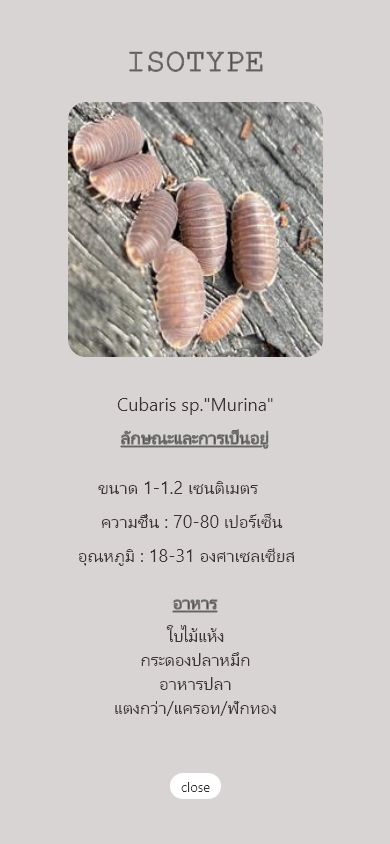 ISOTYPE
Cubaris sp."Murina"
ลักษณะและการเป็นอยู่
ขนาด 1-1.2 เซนติเมตร
ความชืน : 70-80 เปอร์เซ็น
อุณหภูมิ : 18-31 องศาเซลเซียส
อาหาร
ใบไม้แห้ง
กระดองปลาหมึก
อาหารปลา
แตงกว่า/แครอท/ฟักทอง
close